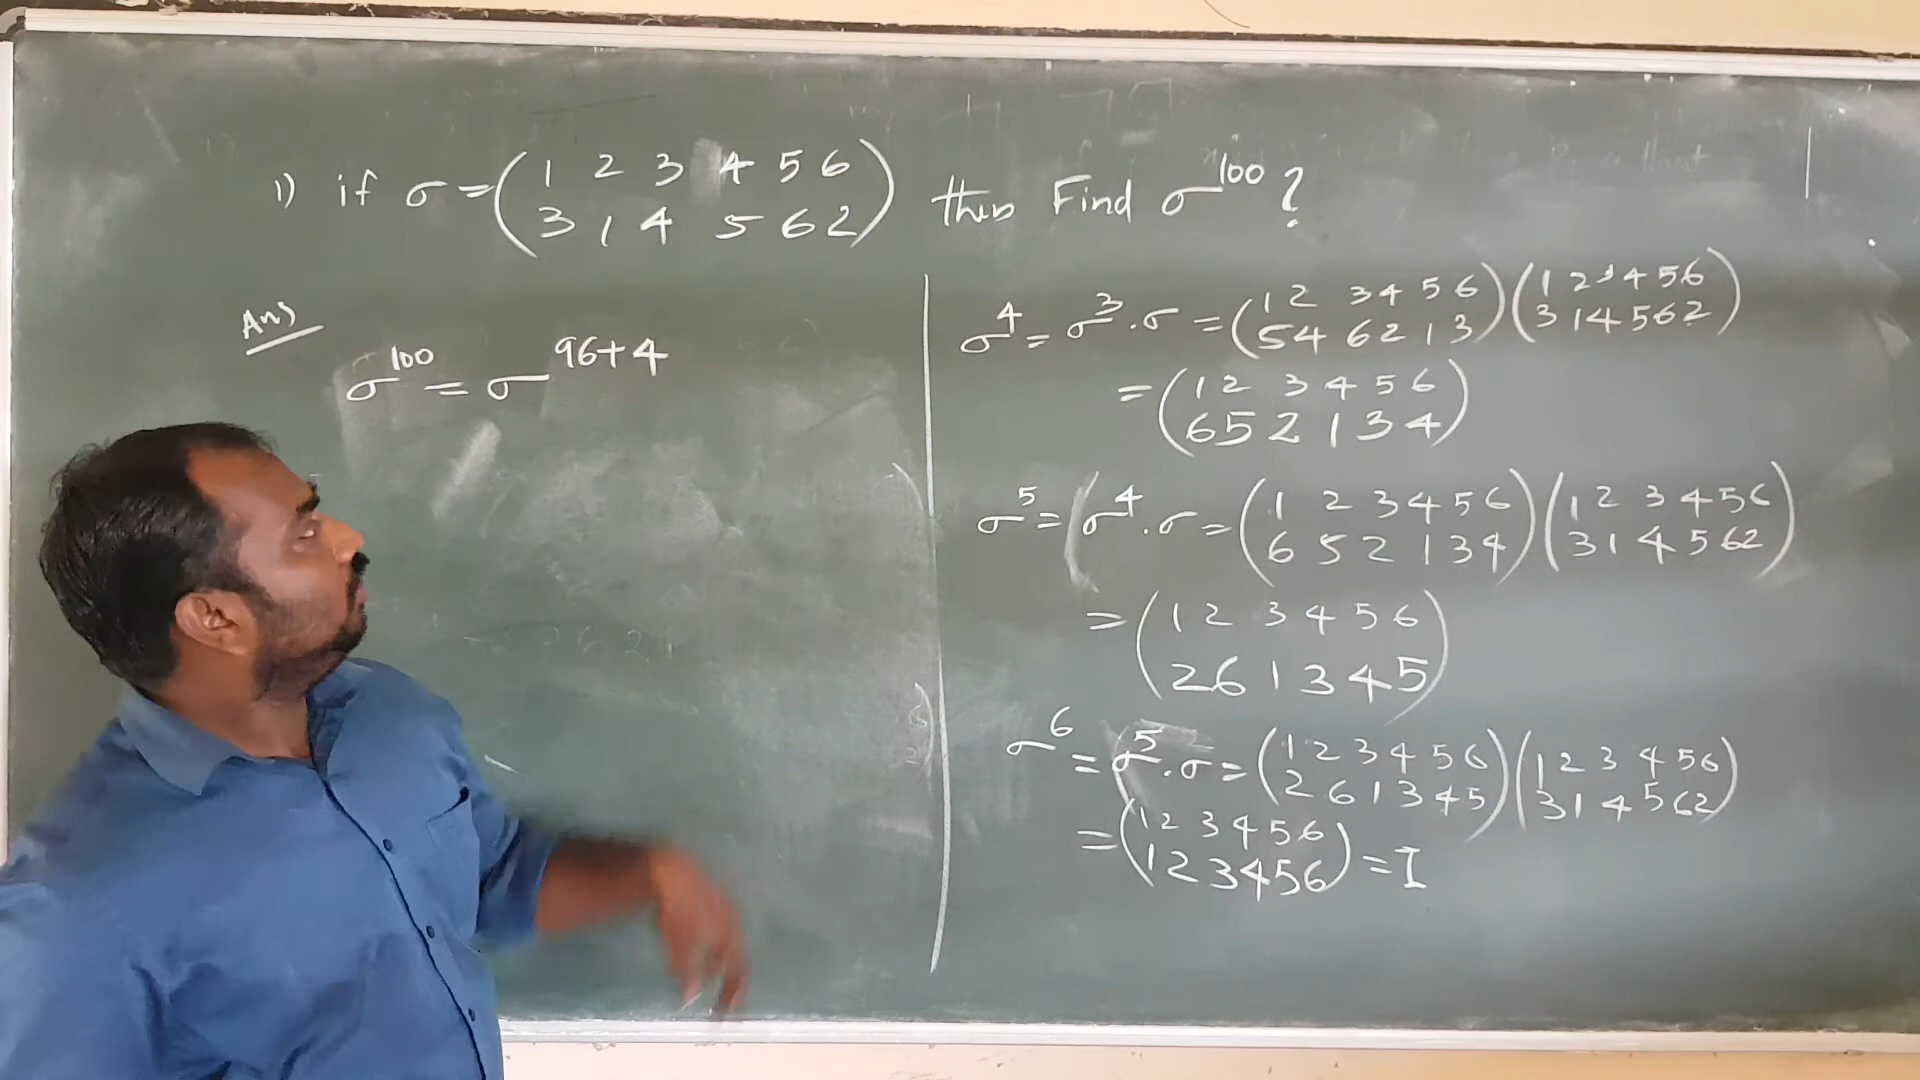 1) if σ = ( 1 2 3 4 5 6 ) then Find σ^100 ?
( 3 1 4 5 6 2 )
Ans
σ^100 = σ^96+4
σ^4 = σ^3 . σ = ( 1 2 3 4 5 6 ) ( 1 2 3 4 5 6 )
( 5 4 6 2 1 3 ) ( 3 1 4 5 6 2 )
= ( 1 2 3 4 5 6 )
( 6 5 2 1 3 4 )
σ^5 = ( σ^4 . σ = ( 1 2 3 4 5 6 ) ( 1 2 3 4 5 6 )
( 6 5 2 1 3 4 ) ( 3 1 4 5 6 2 )
= ( 1 2 3 4 5 6 )
( 2 6 1 3 4 5 )
σ^6 = σ^5 . σ = ( 1 2 3 4 5 6 ) ( 1 2 3 4 5 6 )
( 2 6 1 3 4 5 ) ( 3 1 4 5 6 2 )
= ( 1 2 3 4 5 6 ) = I
( 1 2 3 4 5 6 )